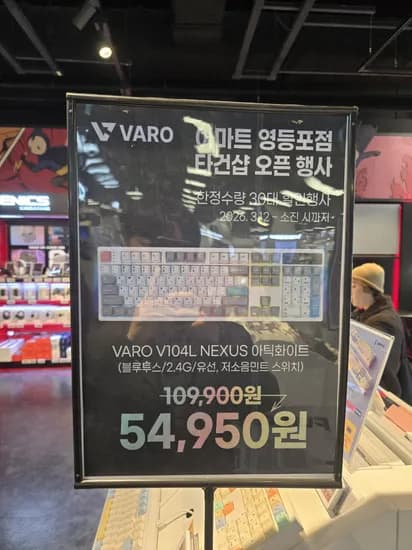 VARO
이마트 영등포점
타건샵 오픈 행사
한정수량 30대 할인행사
2026. 3.12 ~ 소진 시까지
VARO V104L NEXUS 아틱화이트
(블루투스/2.4G/유선, 저소음민트 스위치)
109,900원
54,950원
ENICS